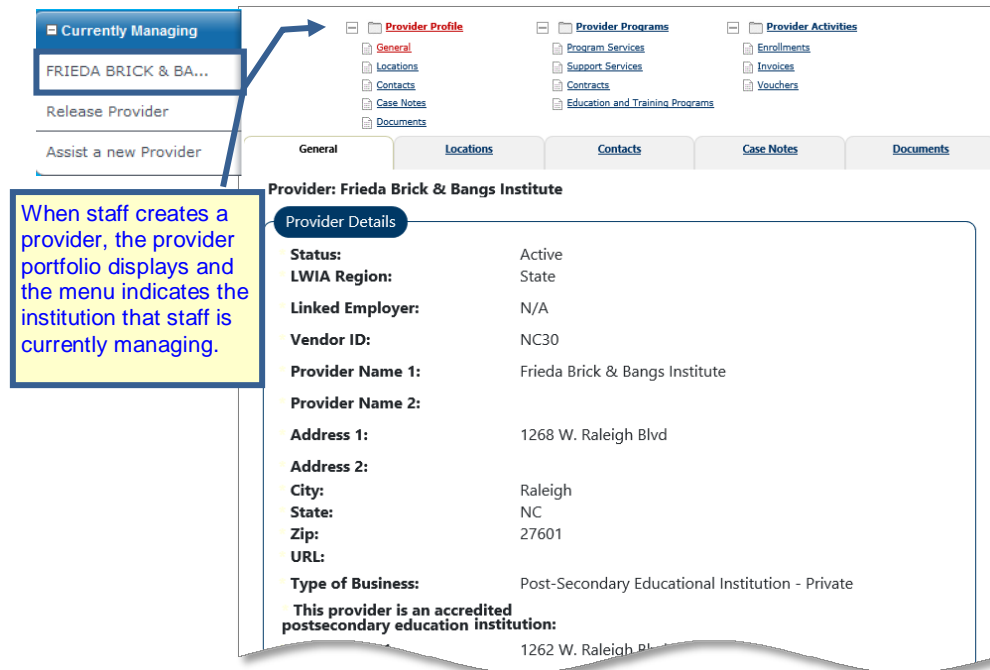 Currently Managing
FRIEDA BRICK & BA...
Release Provider
Assist a new Provider
When staff creates a
provider, the provider
portfolio displays and
the menu indicates the
institution that staff is
currently managing.
Provider Profile
General
Locations
Contacts
Case Notes
Documents
Provider Programs
Program Services
Support Services
Contracts
Education and Training Programs
Provider Activities
Enrollments
Invoices
Vouchers
General Locations Contacts Case Notes Documents
Provider: Frieda Brick & Bangs Institute
Provider Details
Status: Active
LWIA Region: State
Linked Employer: N/A
Vendor ID: NC30
Provider Name 1: Frieda Brick & Bangs Institute
Provider Name 2:
Address 1: 1268 W. Raleigh Blvd
Address 2:
City: Raleigh
State: NC
Zip: 27601
URL:
Type of Business: Post-Secondary Educational Institution - Private
This provider is an accredited
postsecondary education institution:
1262 W. Raleigh